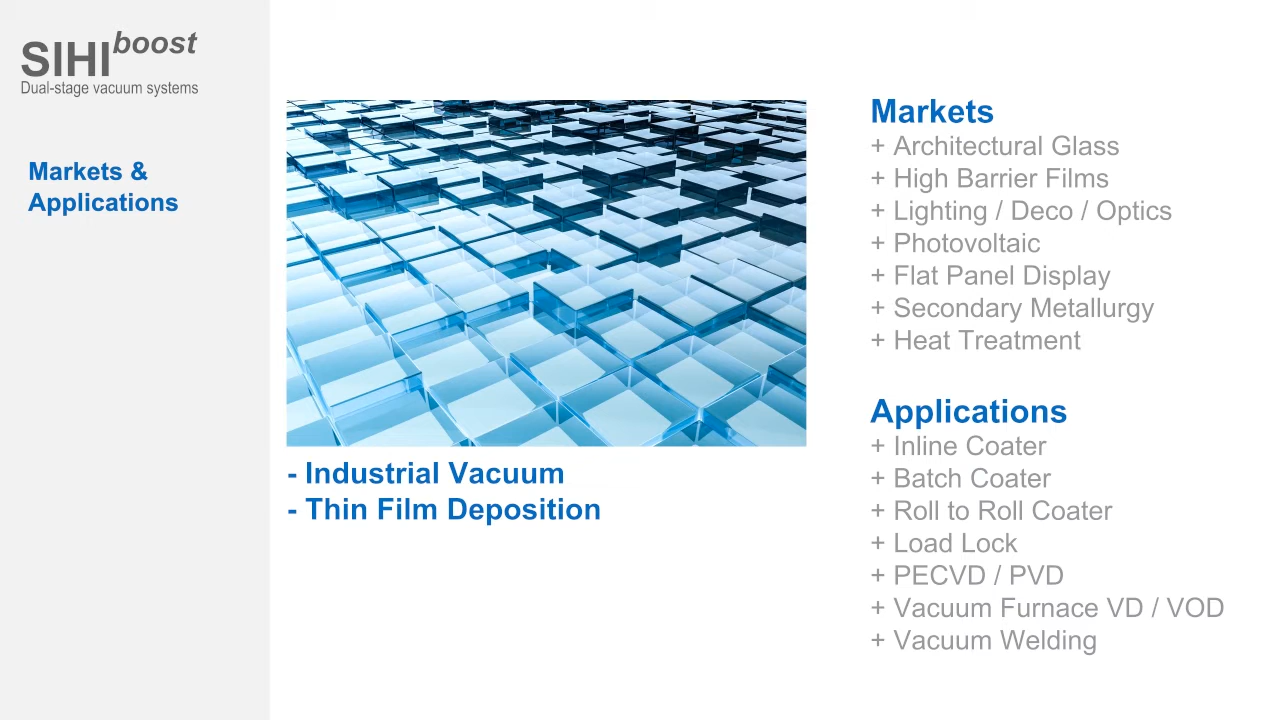 SIHI boost
Dual-stage vacuum systems
Markets &
Applications
- Industrial Vacuum
- Thin Film Deposition
Markets
+ Architectural Glass
+ High Barrier Films
+ Lighting / Deco / Optics
+ Photovoltaic
+ Flat Panel Display
+ Secondary Metallurgy
+ Heat Treatment
Applications
+ Inline Coater
+ Batch Coater
+ Roll to Roll Coater
+ Load Lock
+ PECVD / PVD
+ Vacuum Furnace VD / VOD
+ Vacuum Welding